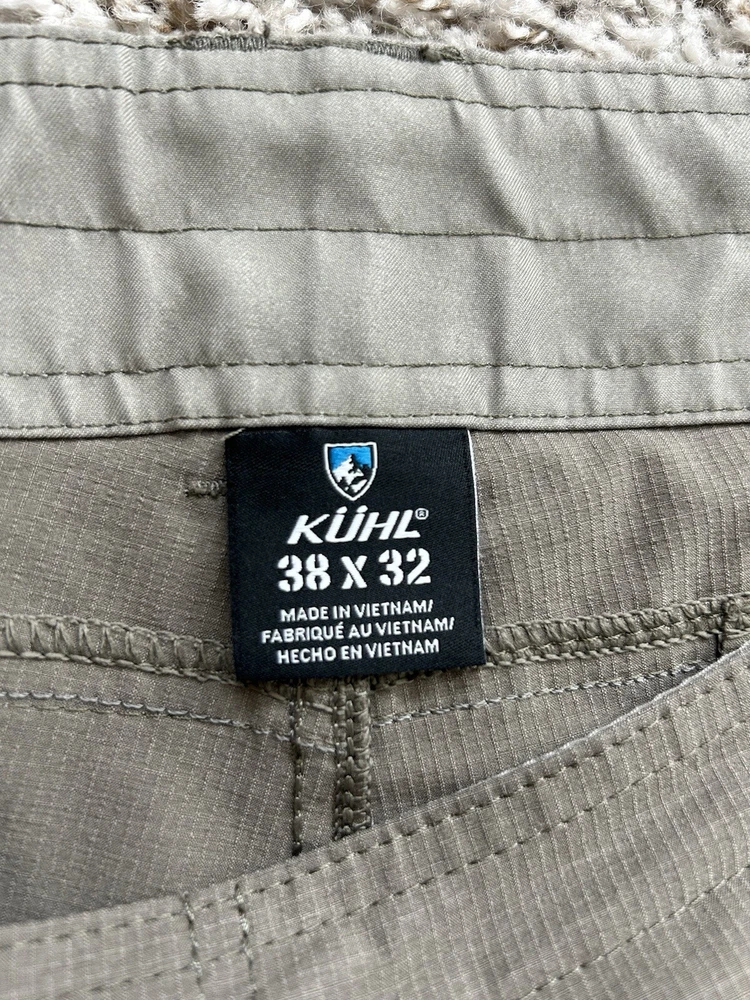 KÜHL®
38 X 32
MADE IN VIETNAM/
FABRIQUÉ AU VIETNAM/
HECHO EN VIETNAM